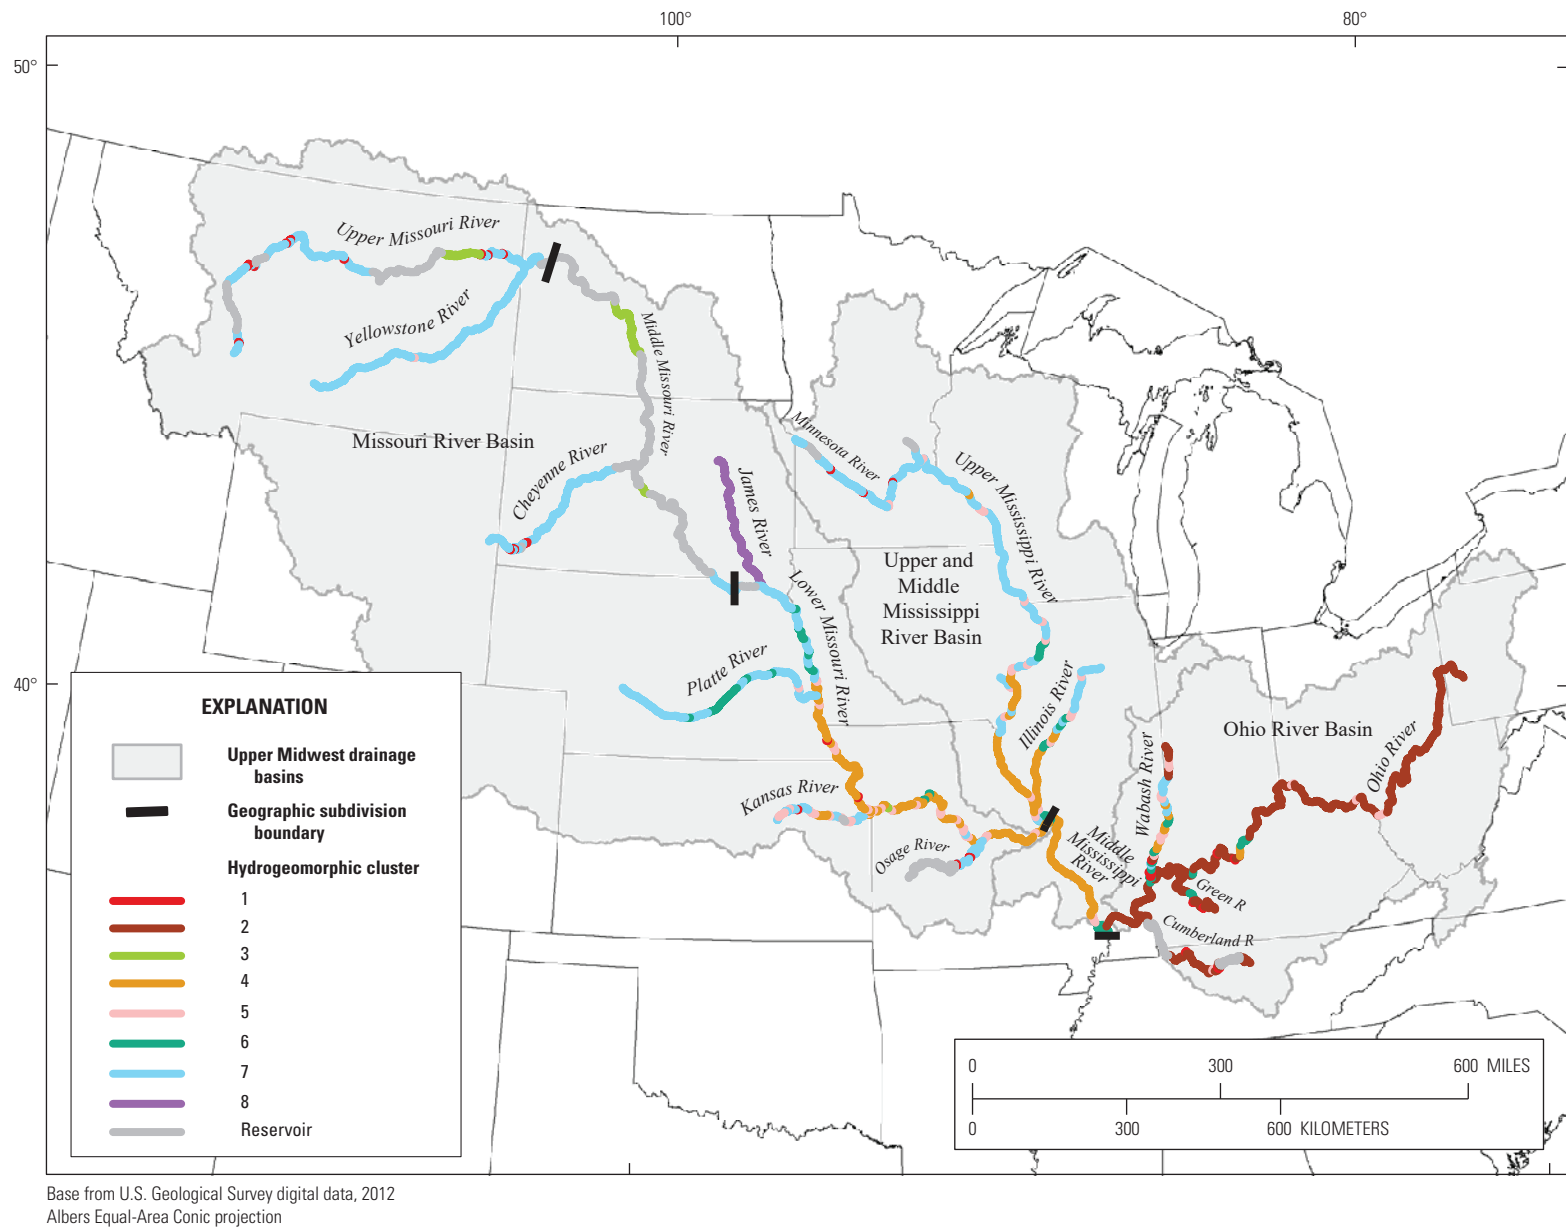 100°
80°
50°
40°
Upper Missouri River
Yellowstone River
Middle Missouri River
Missouri River Basin
Cheyenne River
James River
Minnesota River
Upper Mississippi River
Upper and
Middle
Mississippi
River Basin
Lower Missouri River
Platte River
Illinois River
Kansas River
Osage River
Middle
Mississippi
River
Wabash River
Ohio River Basin
Ohio River
Green R
Cumberland R
EXPLANATION
Upper Midwest drainage
basins
Geographic subdivision
boundary
Hydrogeomorphic cluster
1
2
3
4
5
6
7
8
Reservoir
0 300 600 MILES
0 300 600 KILOMETERS
Base from U.S. Geological Survey digital data, 2012
Albers Equal-Area Conic projection